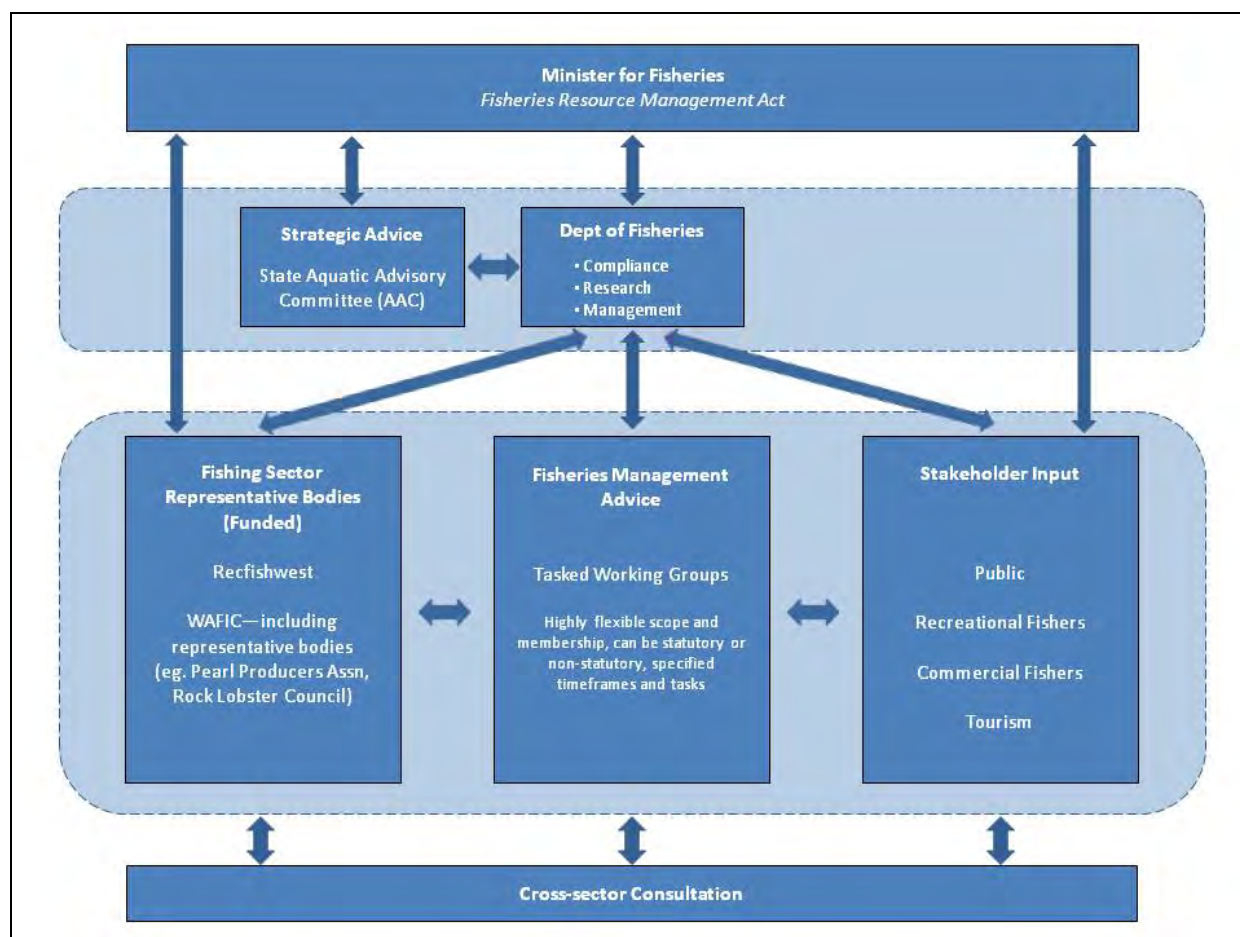 Minister for Fisheries
Fisheries Resource Management Act
Strategic Advice
State Aquatic Advisory
Committee (AAC)
Dept of Fisheries
• Compliance
• Research
• Management
Fishing Sector
Representative Bodies
(Funded)
Recfishwest
WAFIC—including
representative bodies
(eg. Pearl Producers Assn,
Rock Lobster Council)
Fisheries Management
Advice
Tasked Working Groups
Highly flexible scope and
membership, can be statutory or
non-statutory, specified
timeframes and tasks
Stakeholder Input
Public
Recreational Fishers
Commercial Fishers
Tourism
Cross-sector Consultation